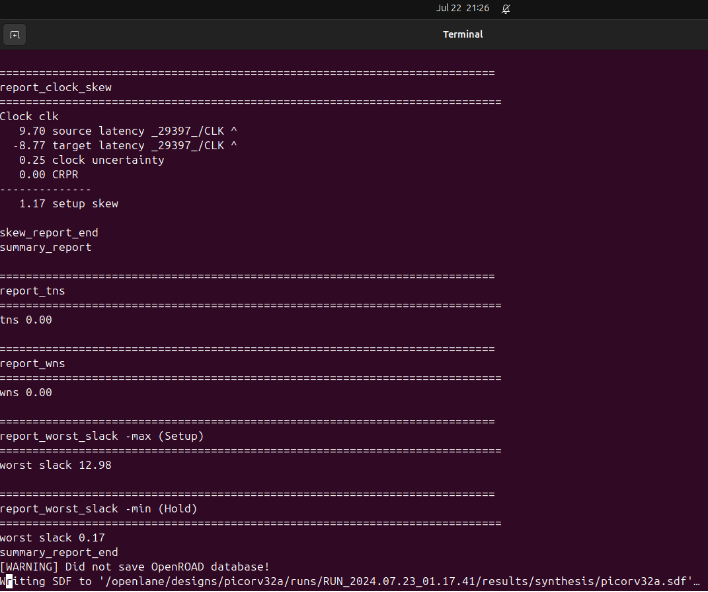 Jul 22 21:26
Terminal
===========================================================================
report_clock_skew
============================================================================
Clock clk
   9.70 source latency _29397_/CLK ^
  -8.77 target latency _29397_/CLK ^
   0.25 clock uncertainty
   0.00 CRPR
--------------
   1.17 setup skew
skew_report_end
summary_report
===========================================================================
report_tns
============================================================================
tns 0.00
===========================================================================
report_wns
============================================================================
wns 0.00
===========================================================================
report_worst_slack -max (Setup)
============================================================================
worst slack 12.98
===========================================================================
report_worst_slack -min (Hold)
============================================================================
worst slack 0.17
summary_report_end
[WARNING] Did not save OpenROAD database!
Writing SDF to '/openlane/designs/picorv32a/runs/RUN_2024.07.23_01.17.41/results/synthesis/picorv32a.sdf'…